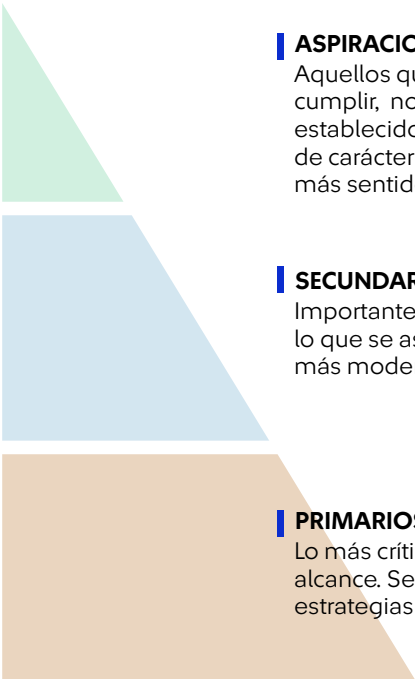 ASPIRACIO
Aquellos qu
cumplir, no
establecido
de carácter
más sentid
SECUNDAR
Importante
lo que se as
más mode
PRIMARIOS
Lo más críti
alcance. Se
estrategias